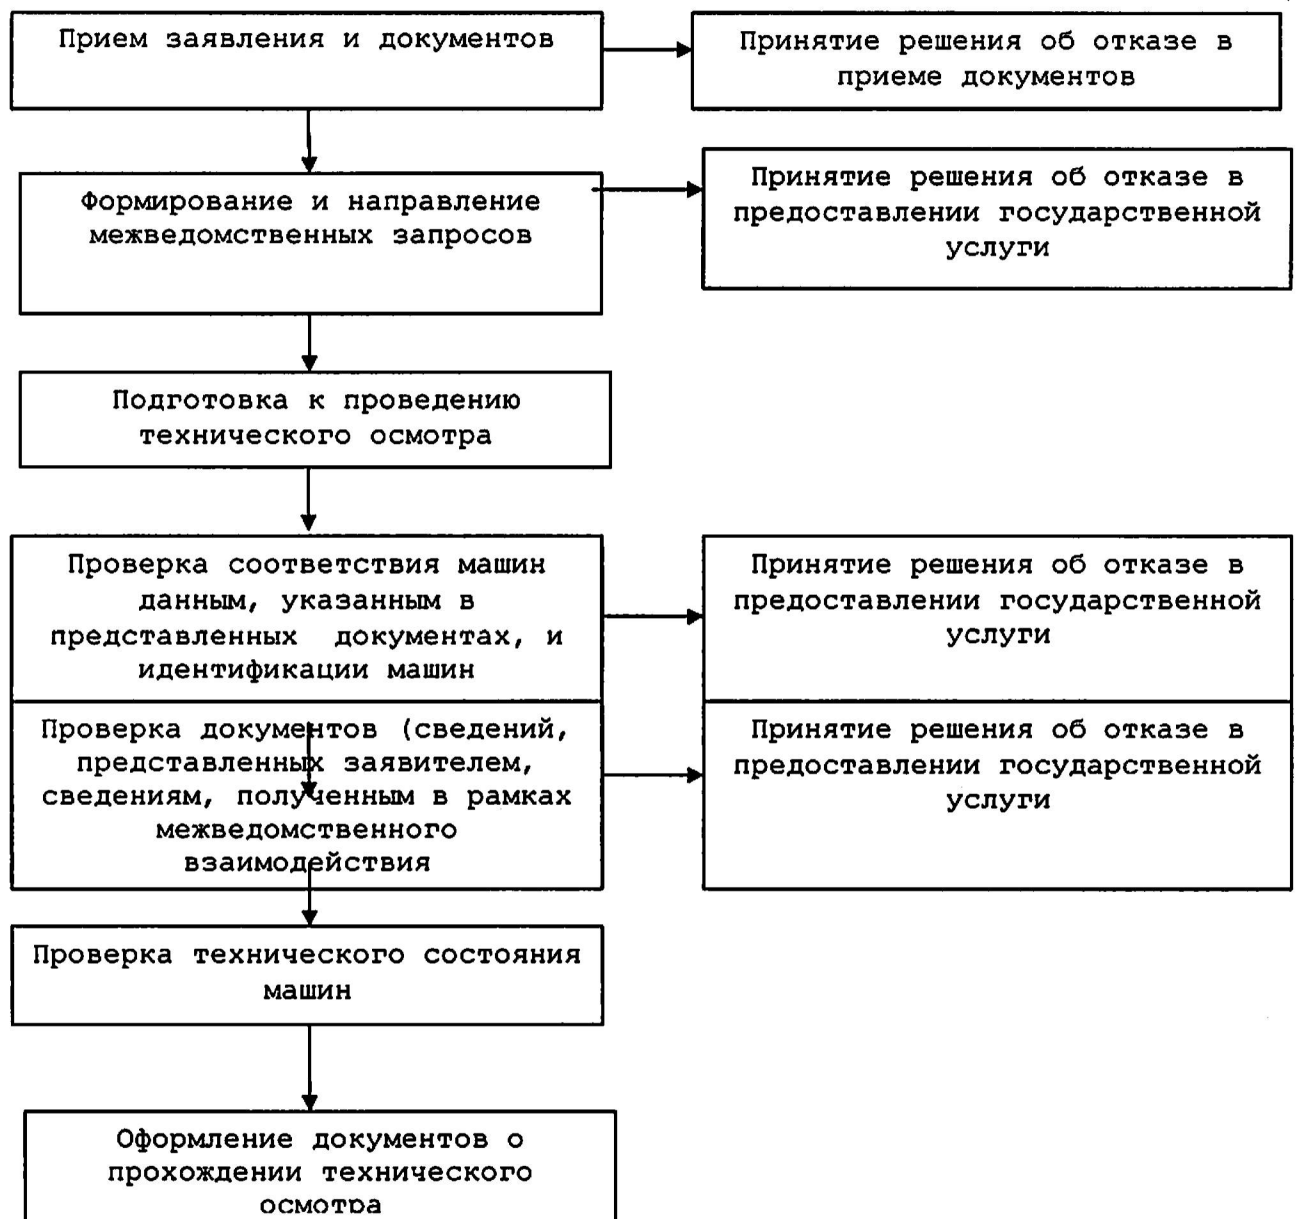 Прием заявления и документов
Принятие решения об отказе в
приеме документов
Формирование и направление
межведомственных запросов
Принятие решения об отказе в
предоставлении государственной
услуги
Подготовка к проведению
технического осмотра
Проверка соответствия машин
данным, указанным в
представленных документах, и
идентификации машин
Принятие решения об отказе в
предоставлении государственной
услуги
Проверка документов (сведений,
представленных заявителем,
сведениям, полученным в рамках
межведомственного
взаимодействия
Принятие решения об отказе в
предоставлении государственной
услуги
Проверка технического состояния
машин
Оформление документов о
прохождении технического
осмотра